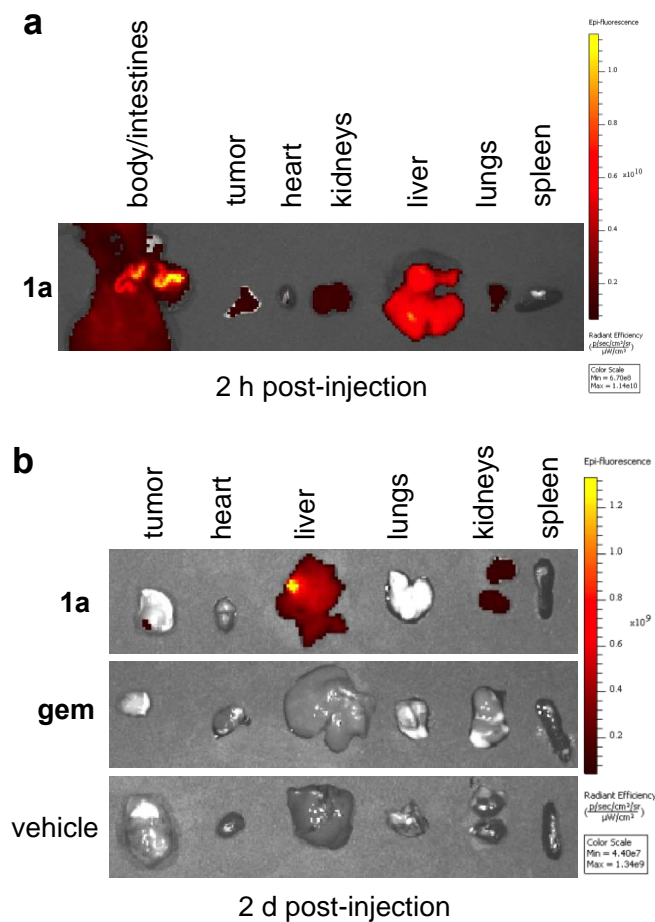 a
body/intestines
tumor
heart
kidneys
liver
lungs
spleen
1a
2 h post-injection
Epi-fluorescence
1.0
0.8
0.6
x10¹⁰
0.4
0.2
Radiant Efficiency
(p/sec/cm²/sr
µW/cm²)
Color Scale
Min = 6.70e8
Max = 1.14e10
b
tumor
heart
liver
lungs
kidneys
spleen
1a
gem
vehicle
2 d post-injection
Epi-fluorescence
1.2
1.0
0.8
x10⁹
0.6
0.4
0.2
Radiant Efficiency
(p/sec/cm²/sr
µW/cm²)
Color Scale
Min = 4.40e7
Max = 1.34e9